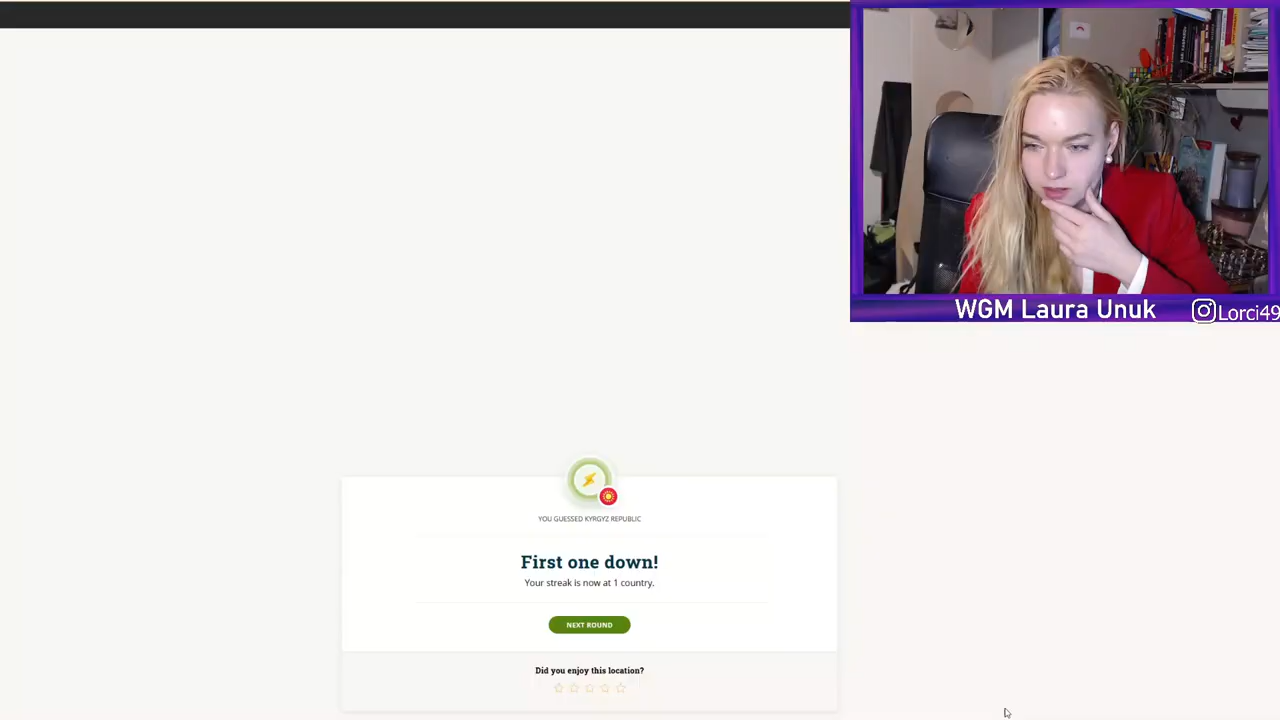 WGM Laura Unuk
Lorci49
YOU GUESSED KYRGYZ REPUBLIC
First one down!
Your streak is now at 1 country.
NEXT ROUND
Did you enjoy this location?